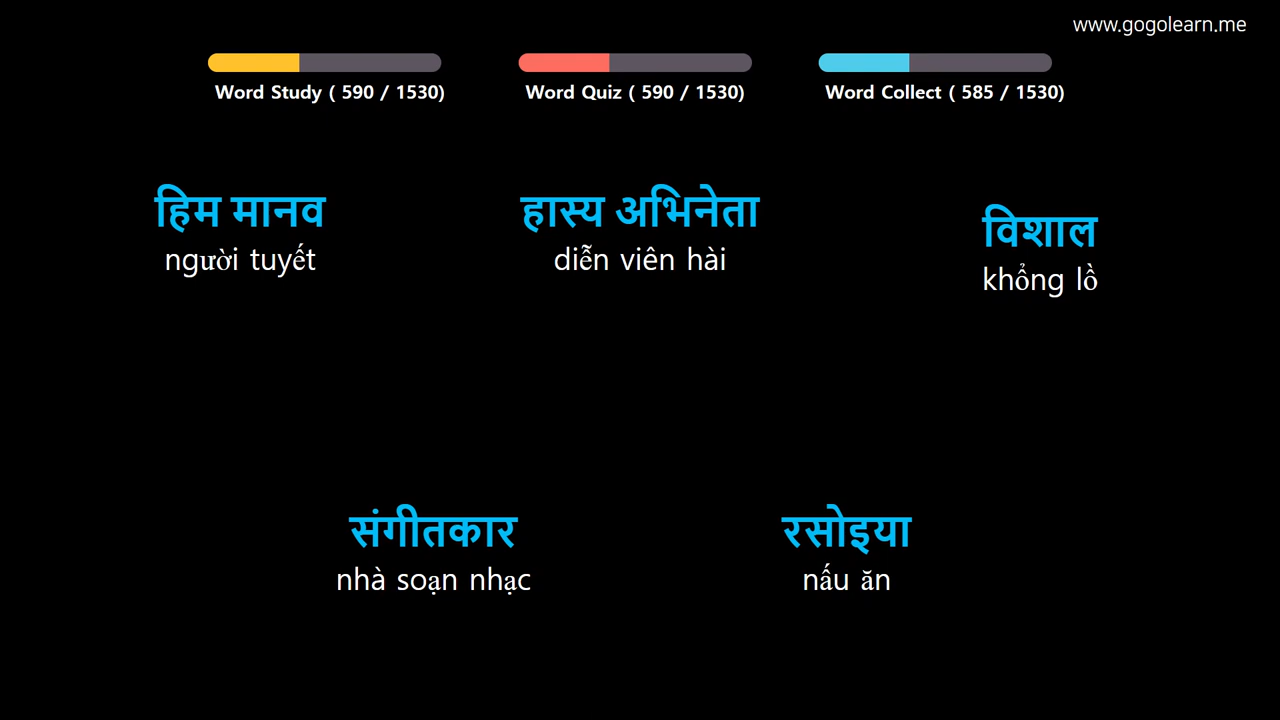 www.gogolearn.me
Word Study ( 590 / 1530)
Word Quiz ( 590 / 1530)
Word Collect ( 585 / 1530)
हिम मानव
người tuyết
हास्य अभिनेता
diễn viên hài
विशाल
khổng lồ
संगीतकार
nhà soạn nhạc
रसोइया
nấu ăn